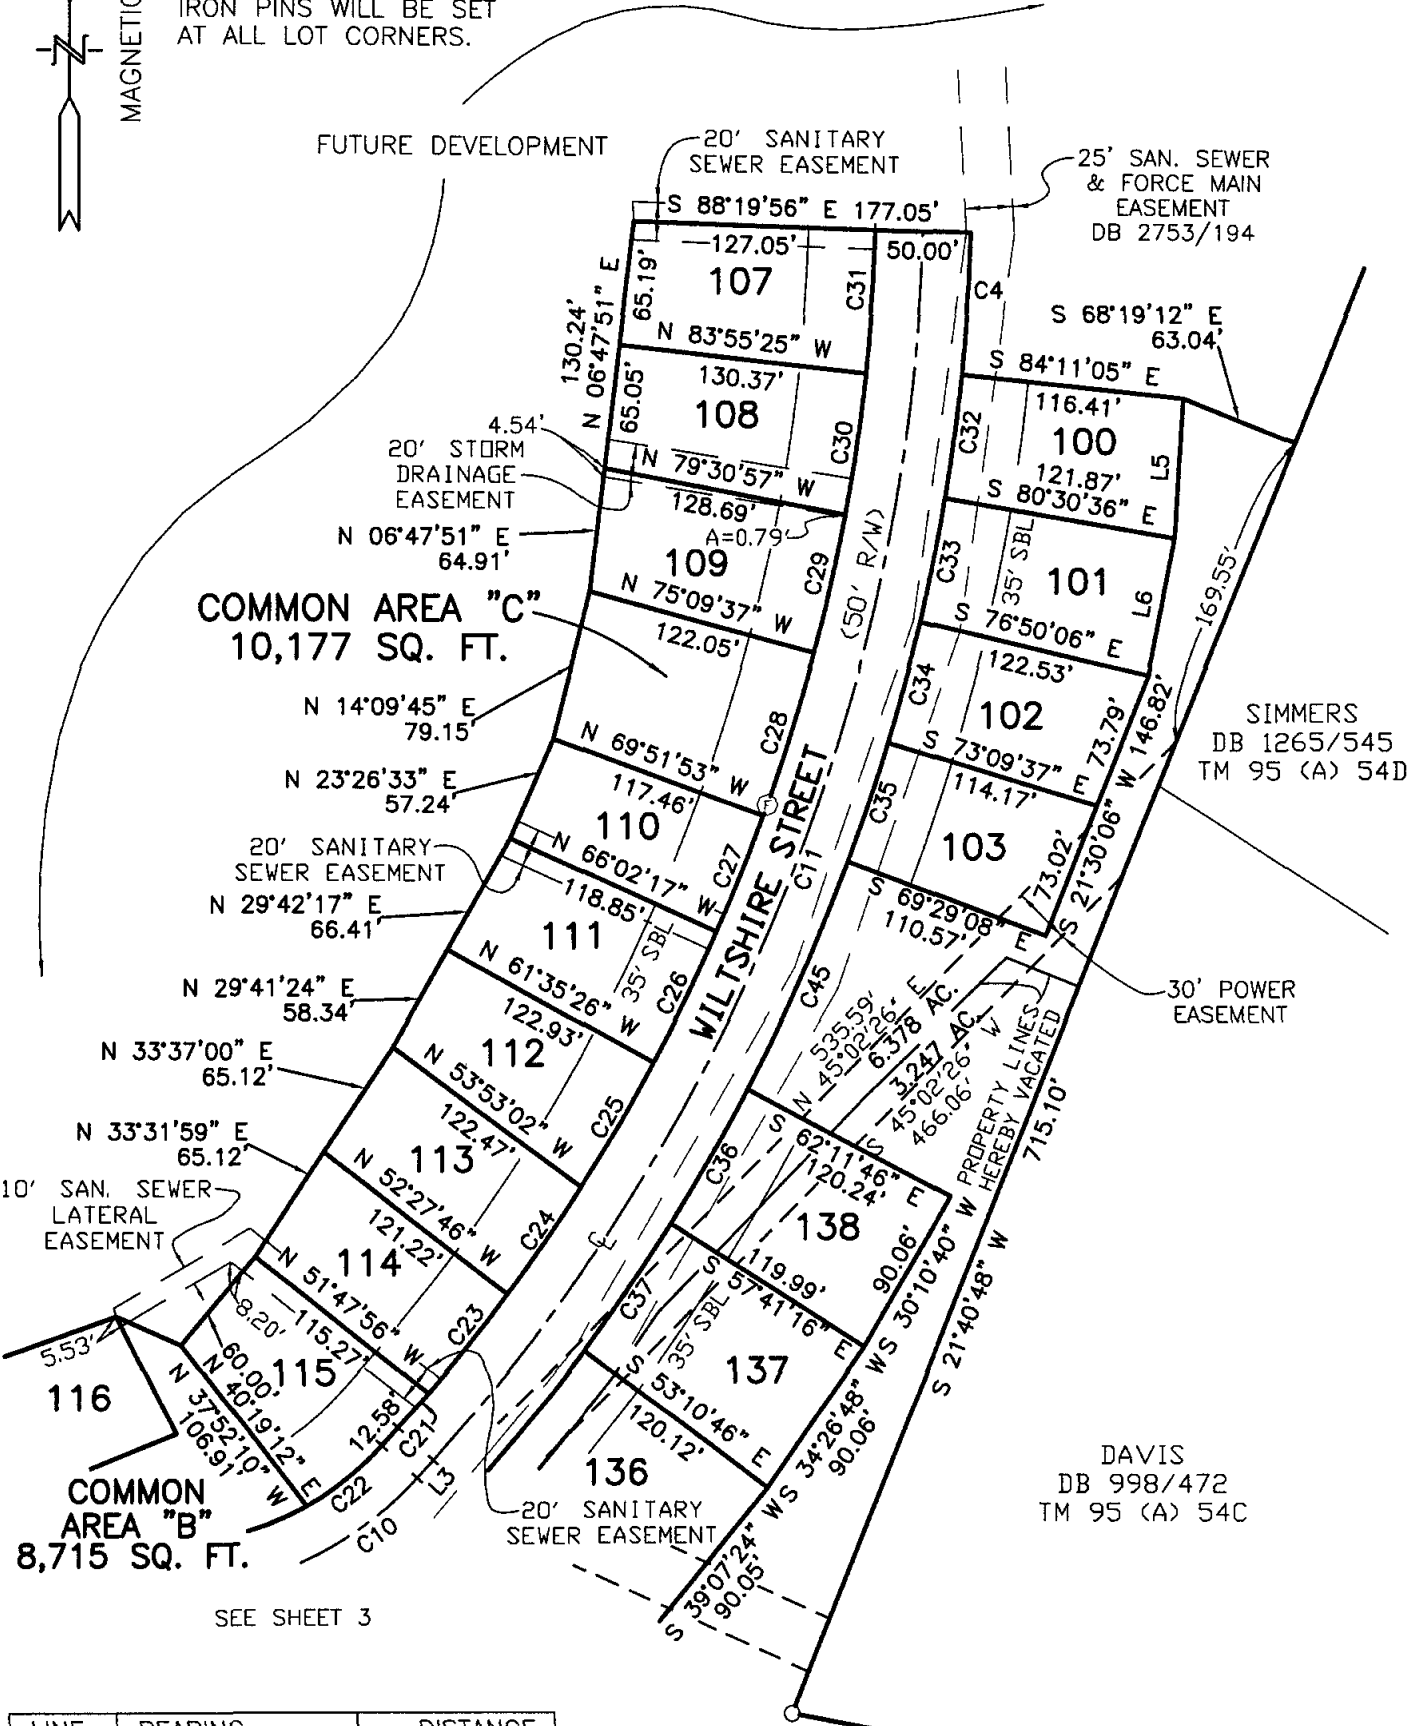 IRON PINS WILL BE SET
AT ALL LOT CORNERS.
N
MAGNETIC
FUTURE DEVELOPMENT
20' SANITARY
SEWER EASEMENT
25' SAN. SEWER
& FORCE MAIN
EASEMENT
DB 2753/194
S 88°19'56" E 177.05'
127.05'
50.00'
107
C31
C4
65.19'
130.24'
N 06°47'51" E
N 83°55'25" W
S 68°19'12" E
63.04'
S 84°11'05" E
130.37'
108
65.05'
C30
C32
116.41'
100
L5
4.54'
20' STORM
DRAINAGE
EASEMENT
N 79°30'57" W
121.87'
S 80°30'36" E
128.69'
A=0.79'
N 06°47'51" E
64.91'
109
C29
(50' R/W)
C33
35' SBL
101
L6
169.55'
COMMON AREA "C"
10,177 SQ. FT.
N 75°09'37" W
122.05'
S 76°50'06" E
122.53'
N 14°09'45" E
79.15'
C28
C34
102
73.79'
S 21°30'06" W 146.82'
SIMMERS
DB 1265/545
TM 95 (A) 54D
N 69°51'53" W
S 73°09'37" E
N 23°26'33" E
57.24'
117.46'
F
110
C35
114.17'
103
73.02'
20' SANITARY
SEWER EASEMENT
N 66°02'17" W
C27
C11
WILTSHIRE STREET
118.85'
S 69°29'08" E
110.57'
N 29°42'17" E
66.41'
111
35' SBL
N 61°35'26" W
C26
C45
N 29°41'24" E
58.34'
30' POWER
EASEMENT
535.59'
N 45°02'26" E
6.378 AC.
3.247 AC.
S 45°02'26" W
466.06'
PROPERTY LINES
HEREBY VACATED
715.10'
S 21°40'48" W
122.93'
112
N 33°37'00" E
65.12'
N 53°53'02" W
C25
S 62°11'46" E
120.24'
122.47'
113
C36
138
N 33°31'59" E
65.12'
N 52°27'46" W
C24
90.06'
S 30°10'40" W
119.99'
10' SAN. SEWER
LATERAL
EASEMENT
121.22'
114
S 57°41'16" E
C37
35' SBL
N 51°47'56" W
C23
8.20'
115.27'
5.53'
60.00'
N 40°19'12" E
115
137
116
N 37°52'10" W
106.91'
12.58'
C21
S 53°10'46" E
120.12'
S 34°26'48" W
90.06'
136
L3
C22
C10
COMMON
AREA "B"
8,715 SQ. FT.
20' SANITARY
SEWER EASEMENT
DAVIS
DB 998/472
TM 95 (A) 54C
S 39°07'24" W
90.05'
SEE SHEET 3
LINE BEARING DISTANCE